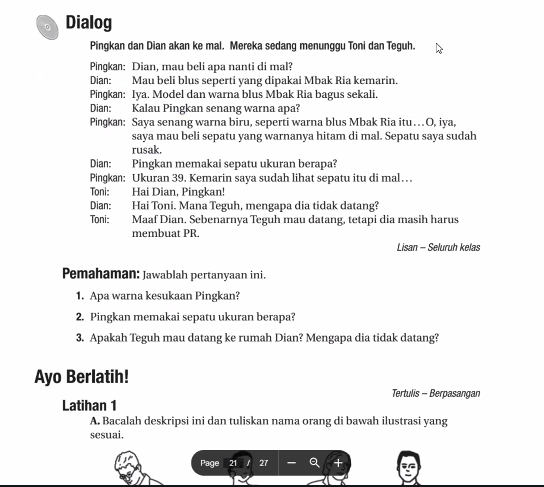 Dialog
Pingkan dan Dian akan ke mal. Mereka sedang menunggu Toni dan Teguh.
Pingkan: Dian, mau beli apa nanti di mal?
Dian: Mau beli blus seperti yang dipakai Mbak Ria kemarin.
Pingkan: Iya. Model dan warna blus Mbak Ria bagus sekali.
Dian: Kalau Pingkan senang warna apa?
Pingkan: Saya senang warna biru, seperti warna blus Mbak Ria itu...O, iya,
saya mau beli sepatu yang warnanya hitam di mal. Sepatu saya sudah
rusak.
Dian: Pingkan memakai sepatu ukuran berapa?
Pingkan: Ukuran 39. Kemarin saya sudah lihat sepatu itu di mal...
Toni: Hai Dian, Pingkan!
Dian: Hai Toni. Mana Teguh, mengapa dia tidak datang?
Toni: Maaf Dian. Sebenarnya Teguh mau datang, tetapi dia masih harus
membuat PR.
Lisan – Seluruh kelas
Pemahaman: Jawablah pertanyaan ini.
1. Apa warna kesukaan Pingkan?
2. Pingkan memakai sepatu ukuran berapa?
3. Apakah Teguh mau datang ke rumah Dian? Mengapa dia tidak datang?
Ayo Berlatih!
Tertulis – Berpasangan
Latihan 1
A. Bacalah deskripsi ini dan tuliskan nama orang di bawah ilustrasi yang
sesuai.
Page 21 / 27